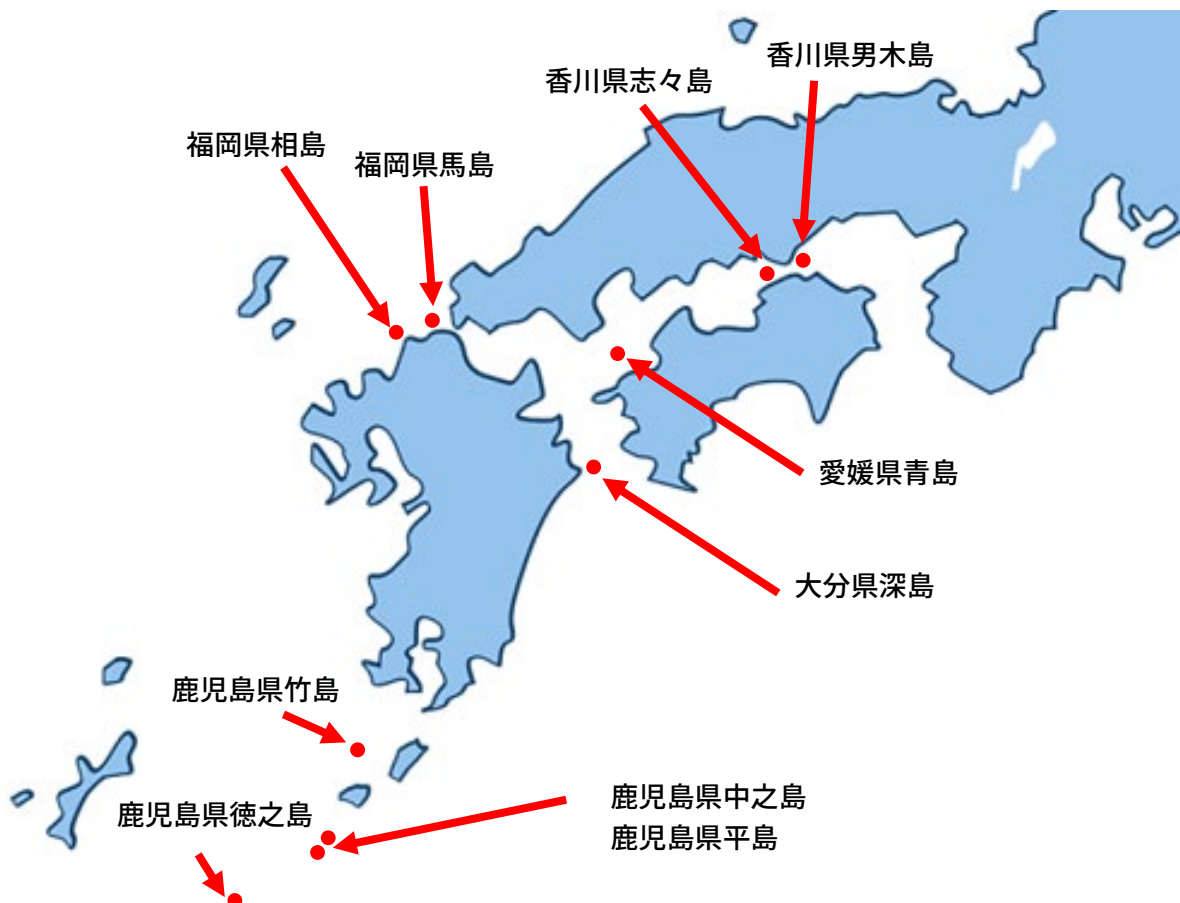 香川県男木島
香川県志々島
福岡県相島
福岡県馬島
愛媛県青島
大分県深島
鹿児島県竹島
鹿児島県中之島
鹿児島県徳之島
鹿児島県平島